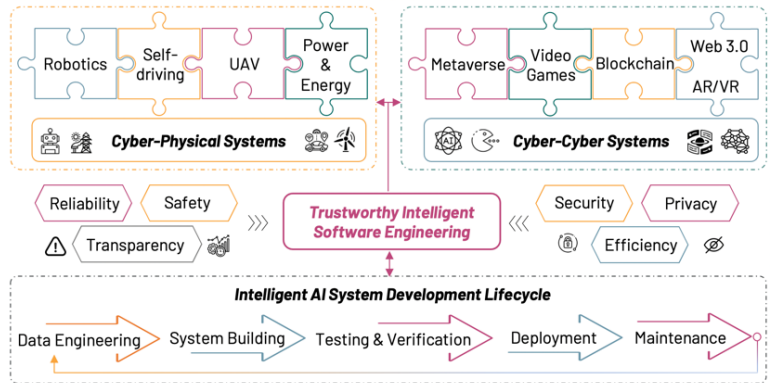 Robotics
Self-
driving
UAV
Power
&
Energy
Metaverse
Video
Games
Blockchain
Web 3.0
AR/VR
Cyber-Physical Systems
AI
Cyber-Cyber Systems
Reliability
Safety
Transparency
Trustworthy Intelligent
Software Engineering
Security
Privacy
Efficiency
Intelligent AI System Development Lifecycle
Data Engineering
System Building
Testing & Verification
Deployment
Maintenance